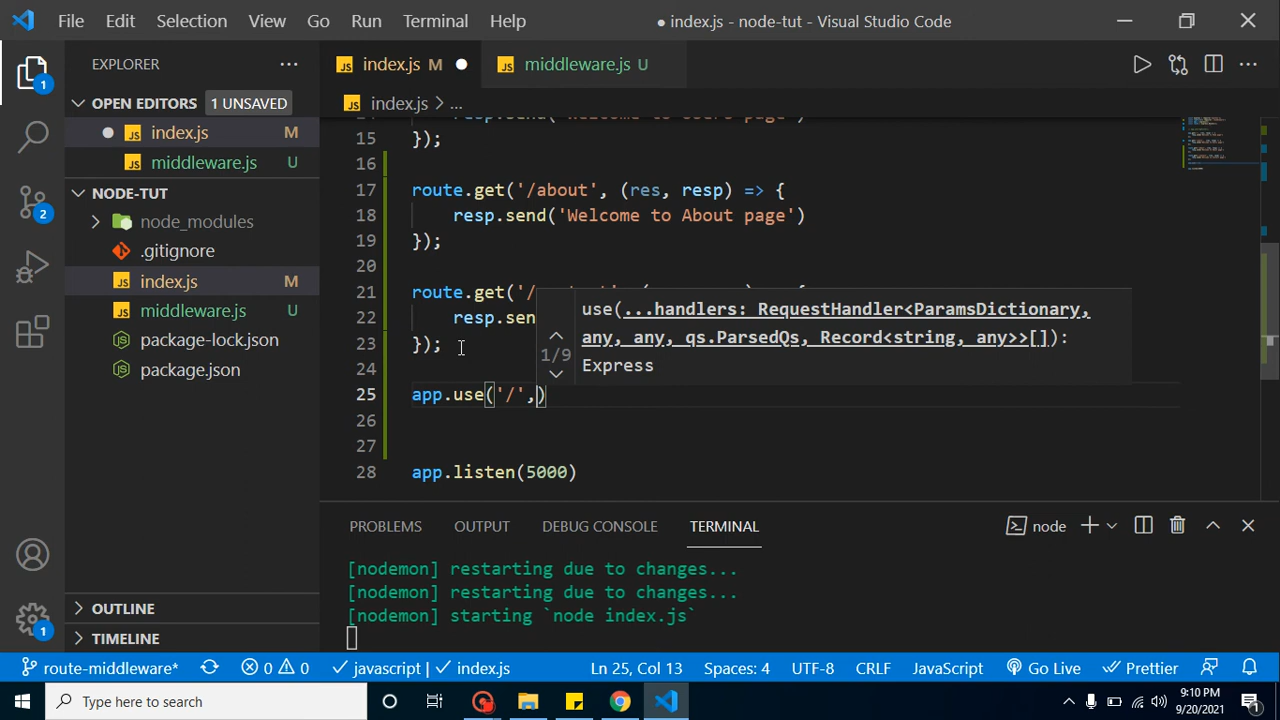 File Edit Selection View Go Run Terminal Help
● index.js - node-tut - Visual Studio Code
EXPLORER
OPEN EDITORS 1 UNSAVED
index.js M
middleware.js U
NODE-TUT
node_modules
.gitignore
index.js M
middleware.js U
package-lock.json
package.json
OUTLINE
TIMELINE
1
2
1
JS index.js M ● JS middleware.js U
JS index.js > ...
15 });
16
17 route.get('/about', (res, resp) => {
18 resp.send('Welcome to About page')
19 });
20
21 route.get('/
22 resp.sen
23 });
24
25 app.use('/',)
26
27
28 app.listen(5000)
1/9
use(...handlers: RequestHandler<ParamsDictionary,
any, any, qs.ParsedQs, Record<string, any>>[]):
Express
PROBLEMS OUTPUT DEBUG CONSOLE TERMINAL
node
[nodemon] restarting due to changes...
[nodemon] restarting due to changes...
[nodemon] starting `node index.js`
route-middleware* 0 0 javascript | index.js Ln 25, Col 13 Spaces: 4 UTF-8 CRLF JavaScript Go Live Prettier
Type here to search
9:10 PM
9/20/2021
1